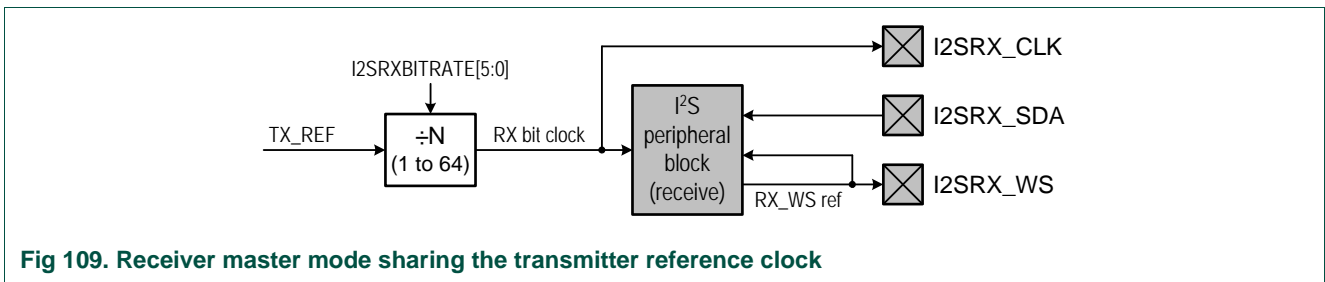 I2SRX_CLK
I2SRXBITRATE[5:0]
TX_REF
÷N
(1 to 64)
RX bit clock
I²S
peripheral
block
(receive)
I2SRX_SDA
RX_WS ref
I2SRX_WS
Fig 109. Receiver master mode sharing the transmitter reference clock